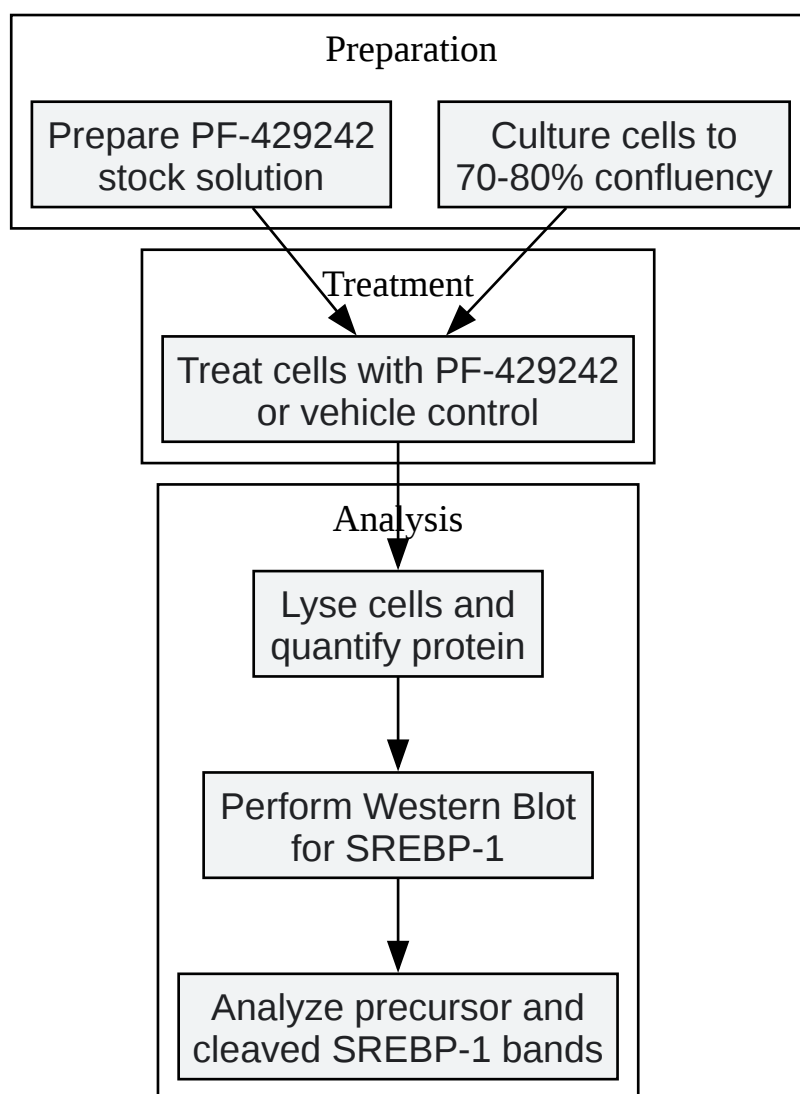 Preparation
Prepare PF-429242
stock solution
Culture cells to
70-80% confluency
Treatment
Treat cells with PF-429242
or vehicle control
Analysis
Lyse cells and
quantify protein
Perform Western Blot
for SREBP-1
Analyze precursor and
cleaved SREBP-1 bands